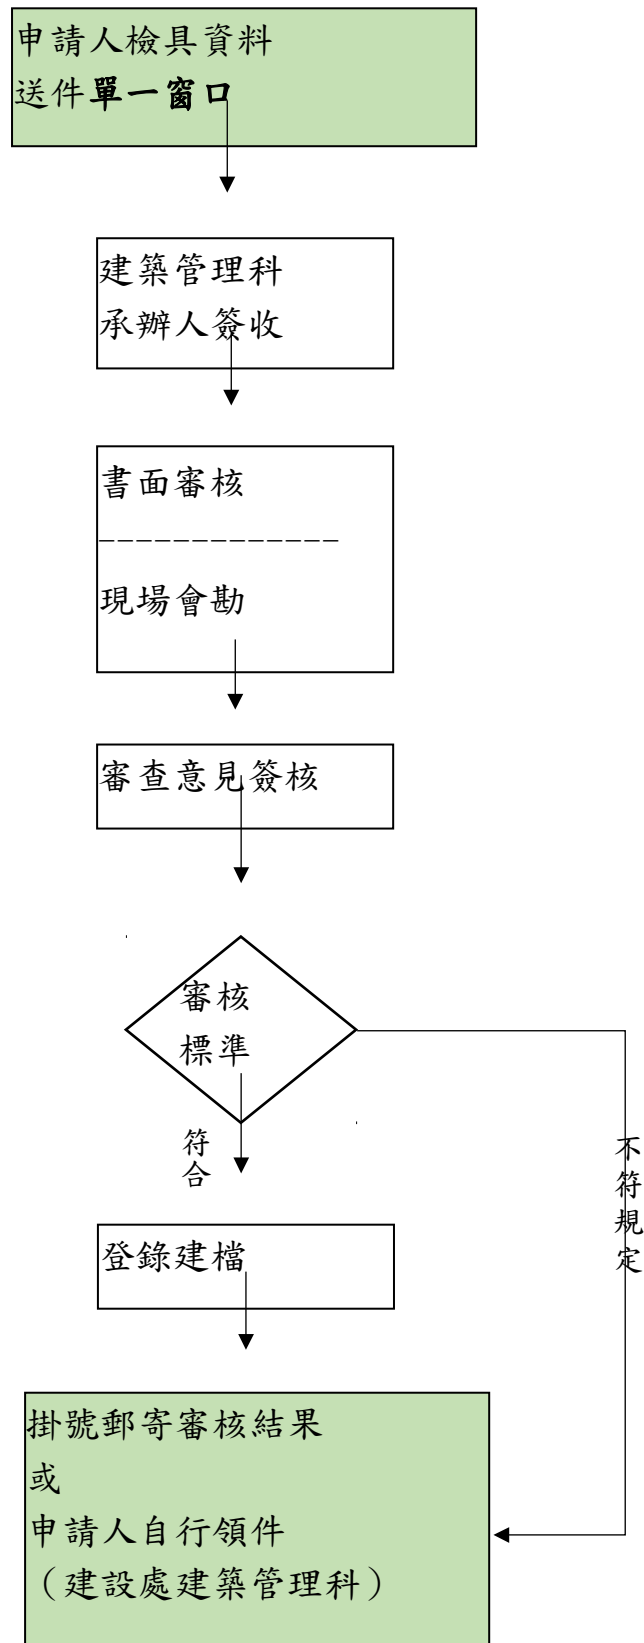 申請人檢具資料
送件單一窗口
建築管理科
承辦人簽收
書面審核
-------------
現場會勘
審查意見簽核
審核
標準
符合
不符規定
登錄建檔
掛號郵寄審核結果
或
申請人自行領件
（建設處建築管理科）